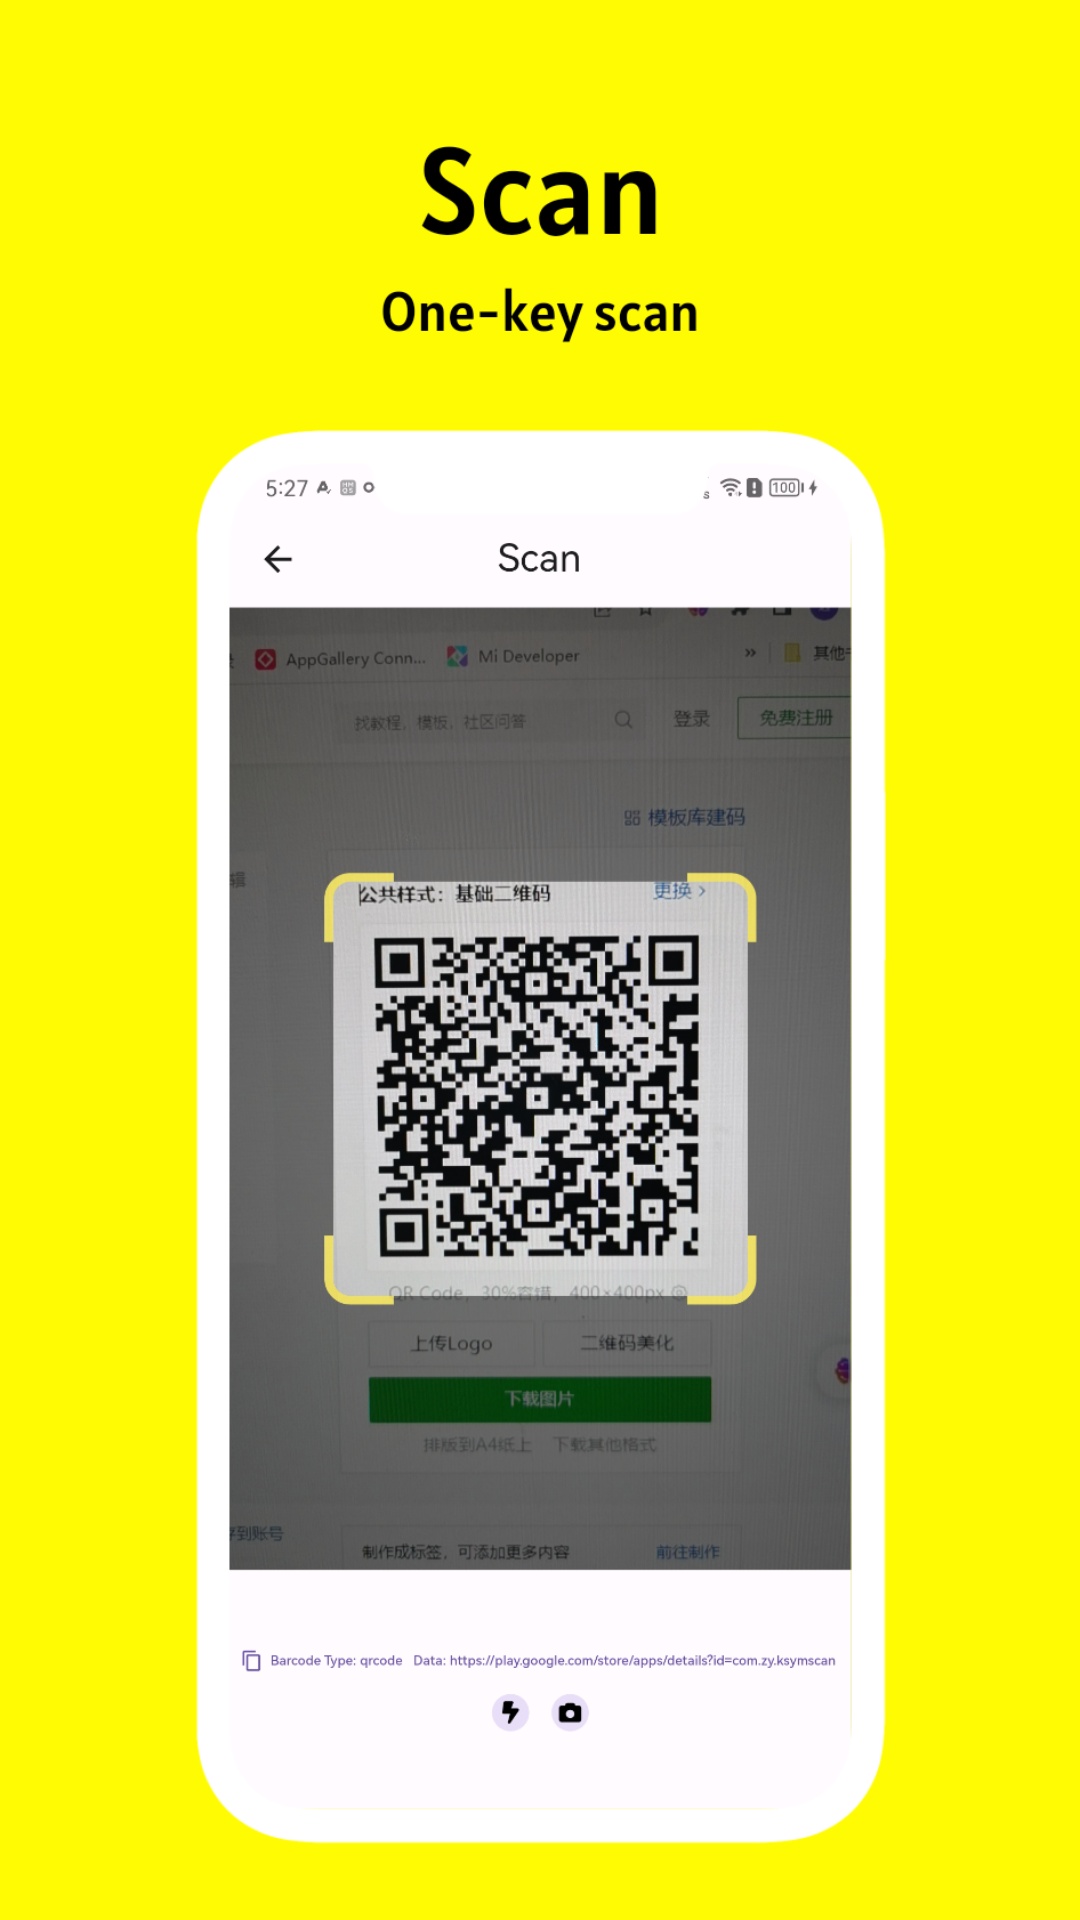 Scan
One-key scan
5:27
100
Scan
AppGallery Conn... Mi Developer » 其他
找教程，模板，社区问答 登录 免费注册
模板库建码
辑
公共样式：基础二维码 更换 >
QR Code，30%容错，400×400px
上传Logo 二维码美化
下载图片
排版到A4纸上 下载其他格式
存到账号
制作成标签，可添加更多内容 前往制作
Barcode Type: qrcode Data: https://play.google.com/store/apps/details?id=com.zy.ksymscan